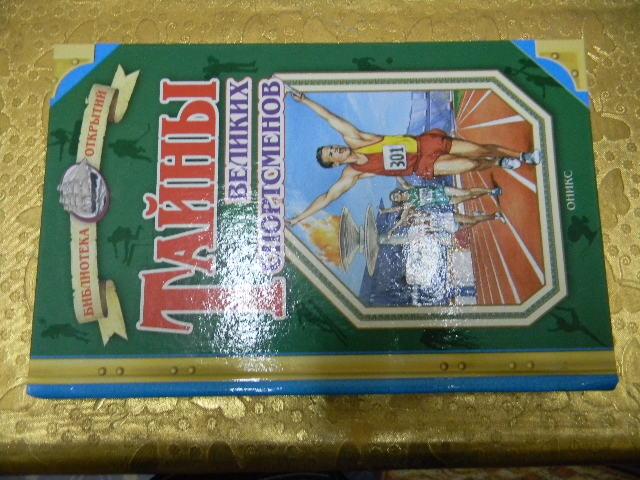 БИБЛИОТЕКА ОТКРЫТИЙ
ТАЙНЫ
ВЕЛИКИХ
СПОРТСМЕНОВ
301
ОНИКС